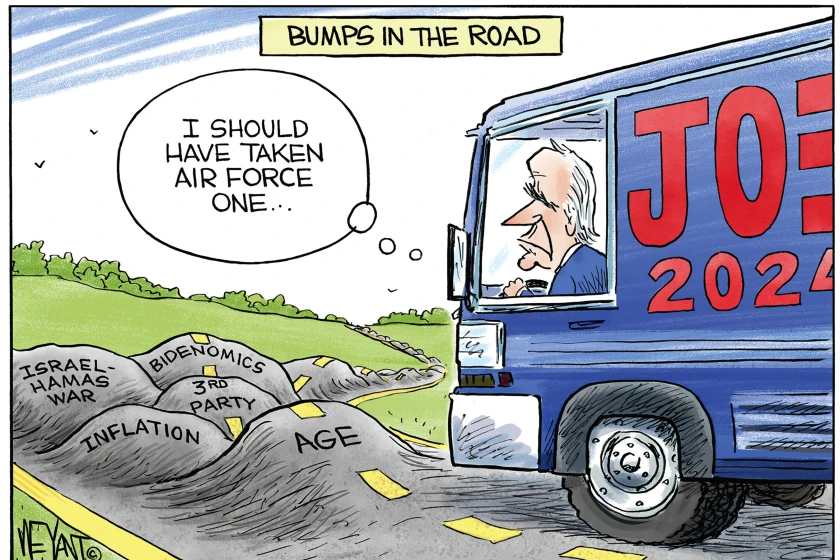 BUMPS IN THE ROAD
I SHOULD
HAVE TAKEN
AIR FORCE
ONE...
JOE
2024
ISRAEL-
HAMAS
WAR
BIDENOMICS
3RD
PARTY
INFLATION
AGE
WEYANT ©